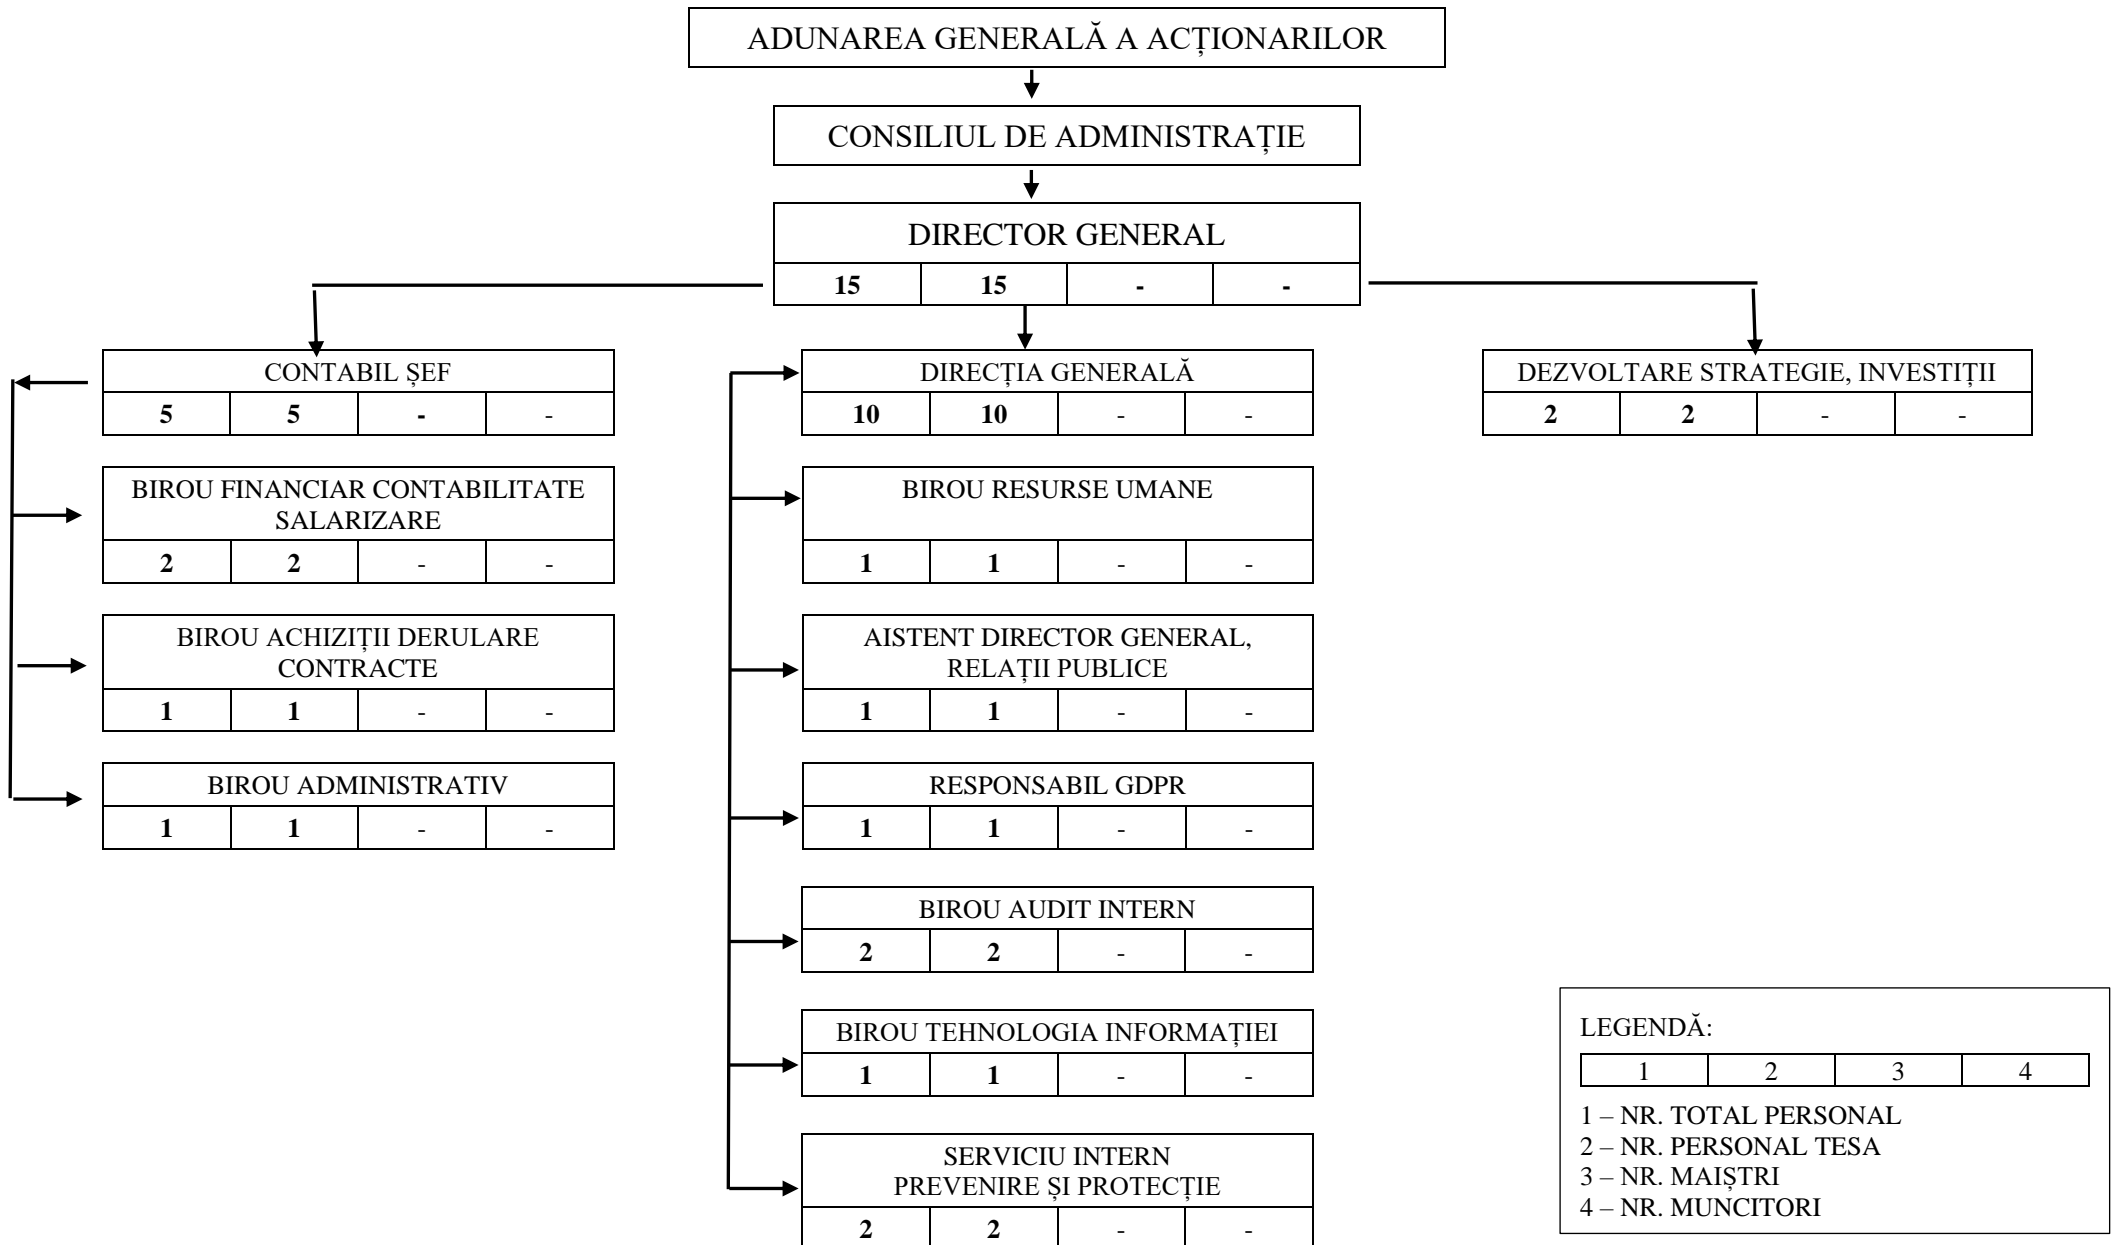 ADUNAREA GENERALĂ A ACȚIONARILOR
CONSILIUL DE ADMINISTRAȚIE
DIRECTOR GENERAL
15 15 - -
CONTABIL ȘEF
5 5 - -
BIROU FINANCIAR CONTABILITATE
SALARIZARE
2 2 - -
BIROU ACHIZIȚII DERULARE
CONTRACTE
1 1 - -
BIROU ADMINISTRATIV
1 1 - -
DIRECȚIA GENERALĂ
10 10 - -
BIROU RESURSE UMANE
1 1 - -
AISTENT DIRECTOR GENERAL,
RELAȚII PUBLICE
1 1 - -
RESPONSABIL GDPR
1 1 - -
BIROU AUDIT INTERN
2 2 - -
BIROU TEHNOLOGIA INFORMAȚIEI
1 1 - -
SERVICIU INTERN
PREVENIRE ȘI PROTECȚIE
2 2 - -
DEZVOLTARE STRATEGIE, INVESTIȚII
2 2 - -
LEGENDĂ:
1 2 3 4
1 – NR. TOTAL PERSONAL
2 – NR. PERSONAL TESA
3 – NR. MAIȘTRI
4 – NR. MUNCITORI